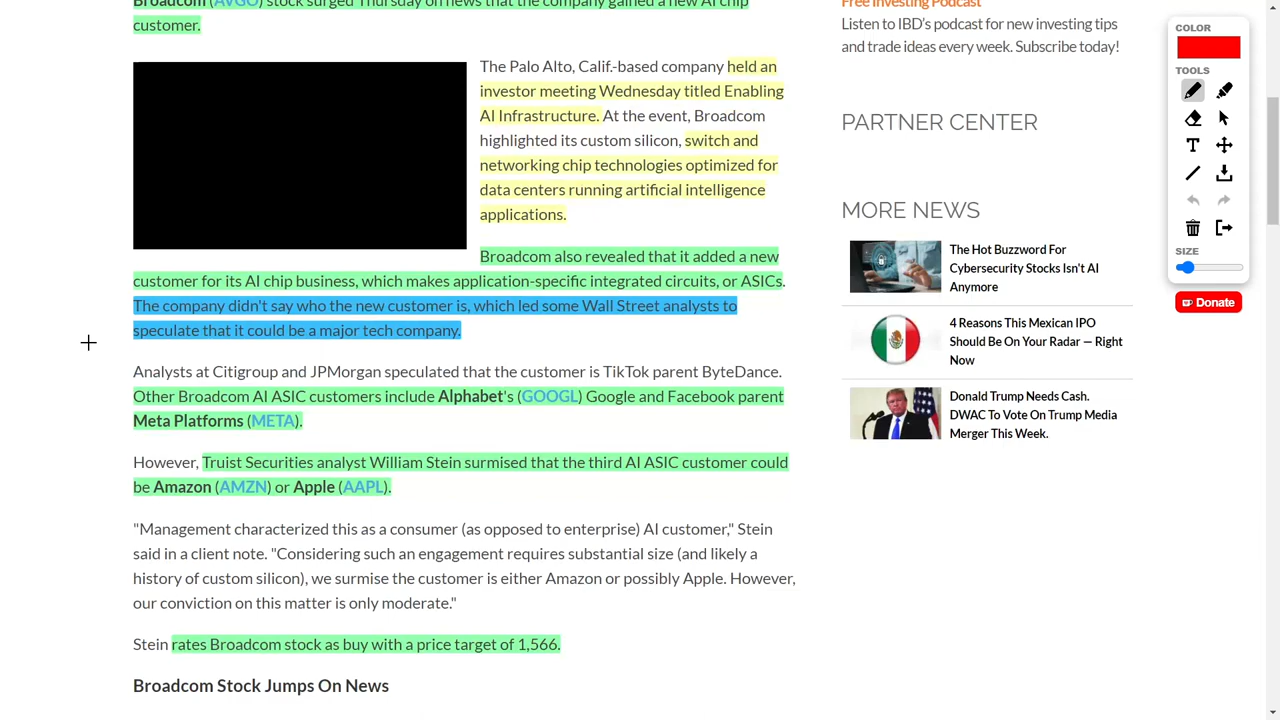 Broadcom (AVGO) stock surged Thursday on news that the company gained a new AI chip
customer.
The Palo Alto, Calif.-based company held an
investor meeting Wednesday titled Enabling
AI Infrastructure. At the event, Broadcom
highlighted its custom silicon, switch and
networking chip technologies optimized for
data centers running artificial intelligence
applications.
Broadcom also revealed that it added a new
customer for its AI chip business, which makes application-specific integrated circuits, or ASICs.
The company didn't say who the new customer is, which led some Wall Street analysts to
speculate that it could be a major tech company.
Analysts at Citigroup and JPMorgan speculated that the customer is TikTok parent ByteDance.
Other Broadcom AI ASIC customers include Alphabet's (GOOGL) Google and Facebook parent
Meta Platforms (META).
However, Truist Securities analyst William Stein surmised that the third AI ASIC customer could
be Amazon (AMZN) or Apple (AAPL).
"Management characterized this as a consumer (as opposed to enterprise) AI customer," Stein
said in a client note. "Considering such an engagement requires substantial size (and likely a
history of custom silicon), we surmise the customer is either Amazon or possibly Apple. However,
our conviction on this matter is only moderate."
Stein rates Broadcom stock as buy with a price target of 1,566.
Broadcom Stock Jumps On News
Free Investing Podcast
Listen to IBD's podcast for new investing tips
and trade ideas every week. Subscribe today!
PARTNER CENTER
MORE NEWS
The Hot Buzzword For
Cybersecurity Stocks Isn't AI
Anymore
4 Reasons This Mexican IPO
Should Be On Your Radar — Right
Now
Donald Trump Needs Cash.
DWAC To Vote On Trump Media
Merger This Week.
COLOR
TOOLS
T
SIZE
Donate